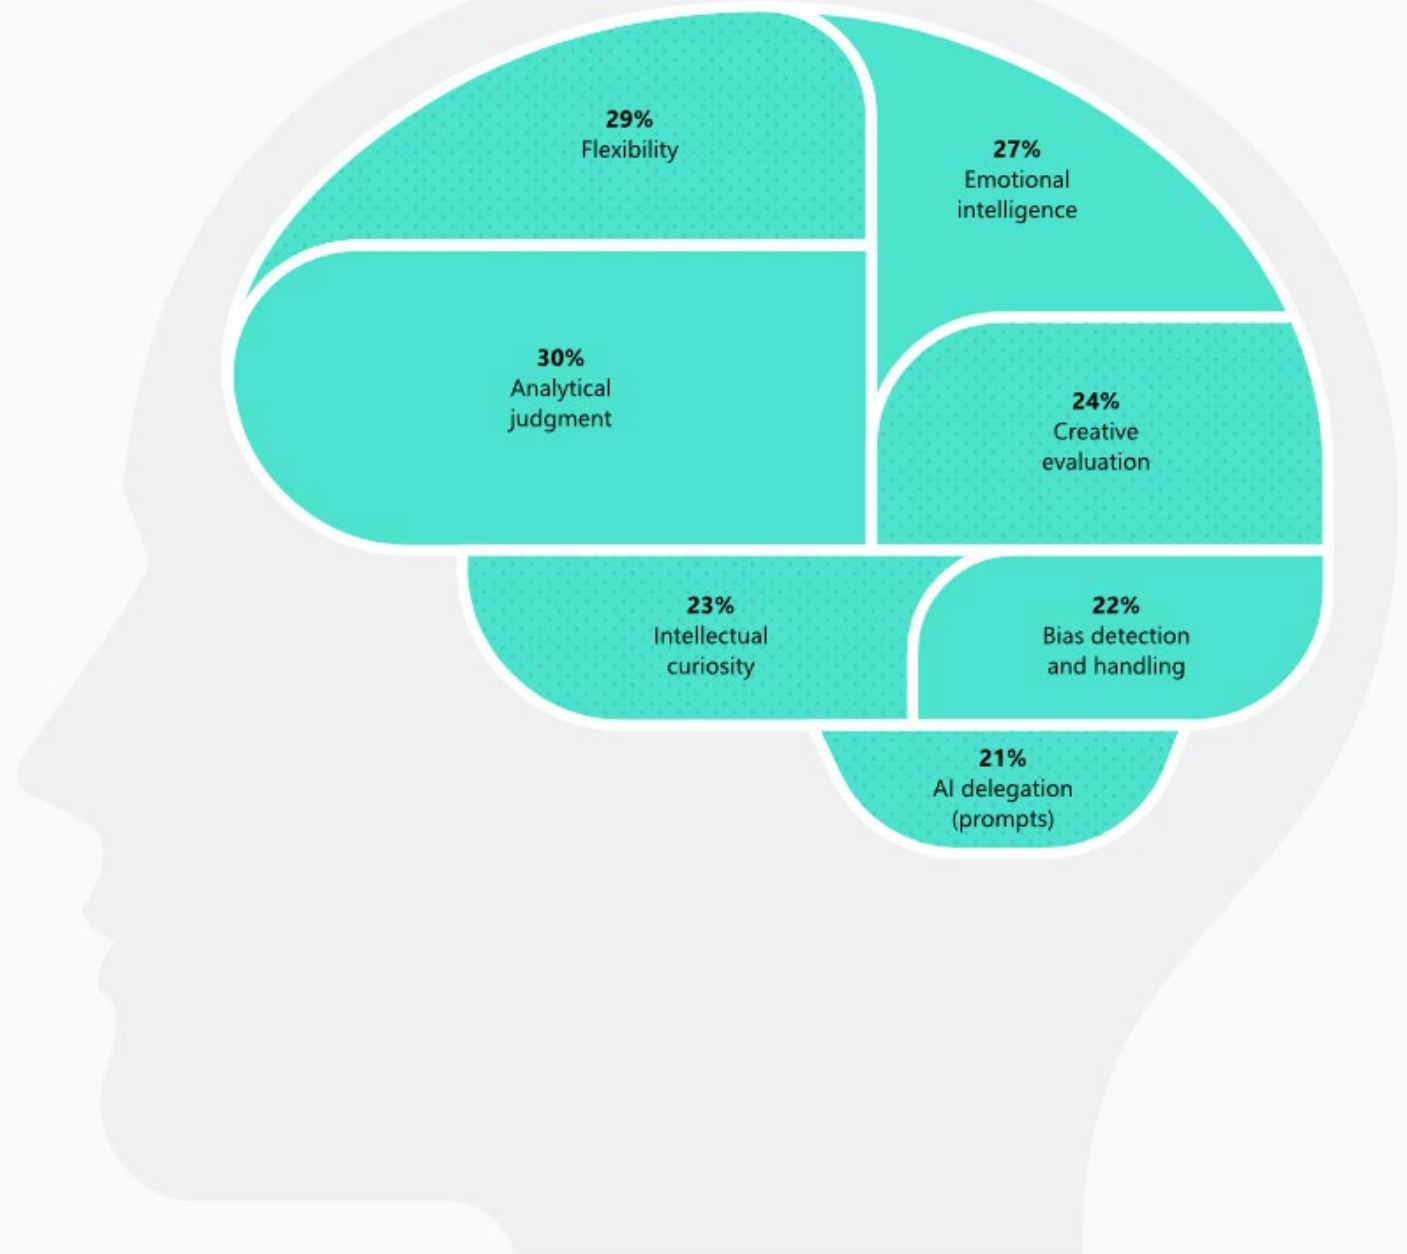 29%
Flexibility
27%
Emotional
intelligence
30%
Analytical
judgment
24%
Creative
evaluation
23%
Intellectual
curiosity
22%
Bias detection
and handling
21%
AI delegation
(prompts)